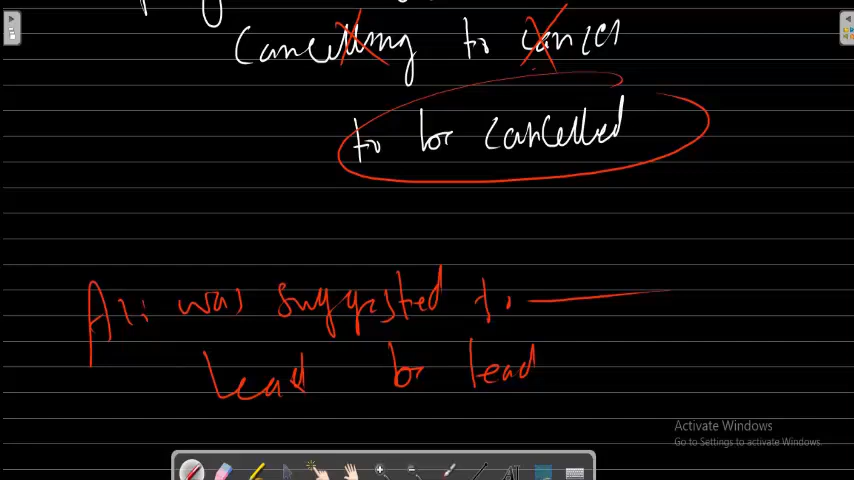 cancelling to cancel
to be cancelled
Ali was suggested to
lead be lead
Activate Windows
Go to Settings to activate Windows.